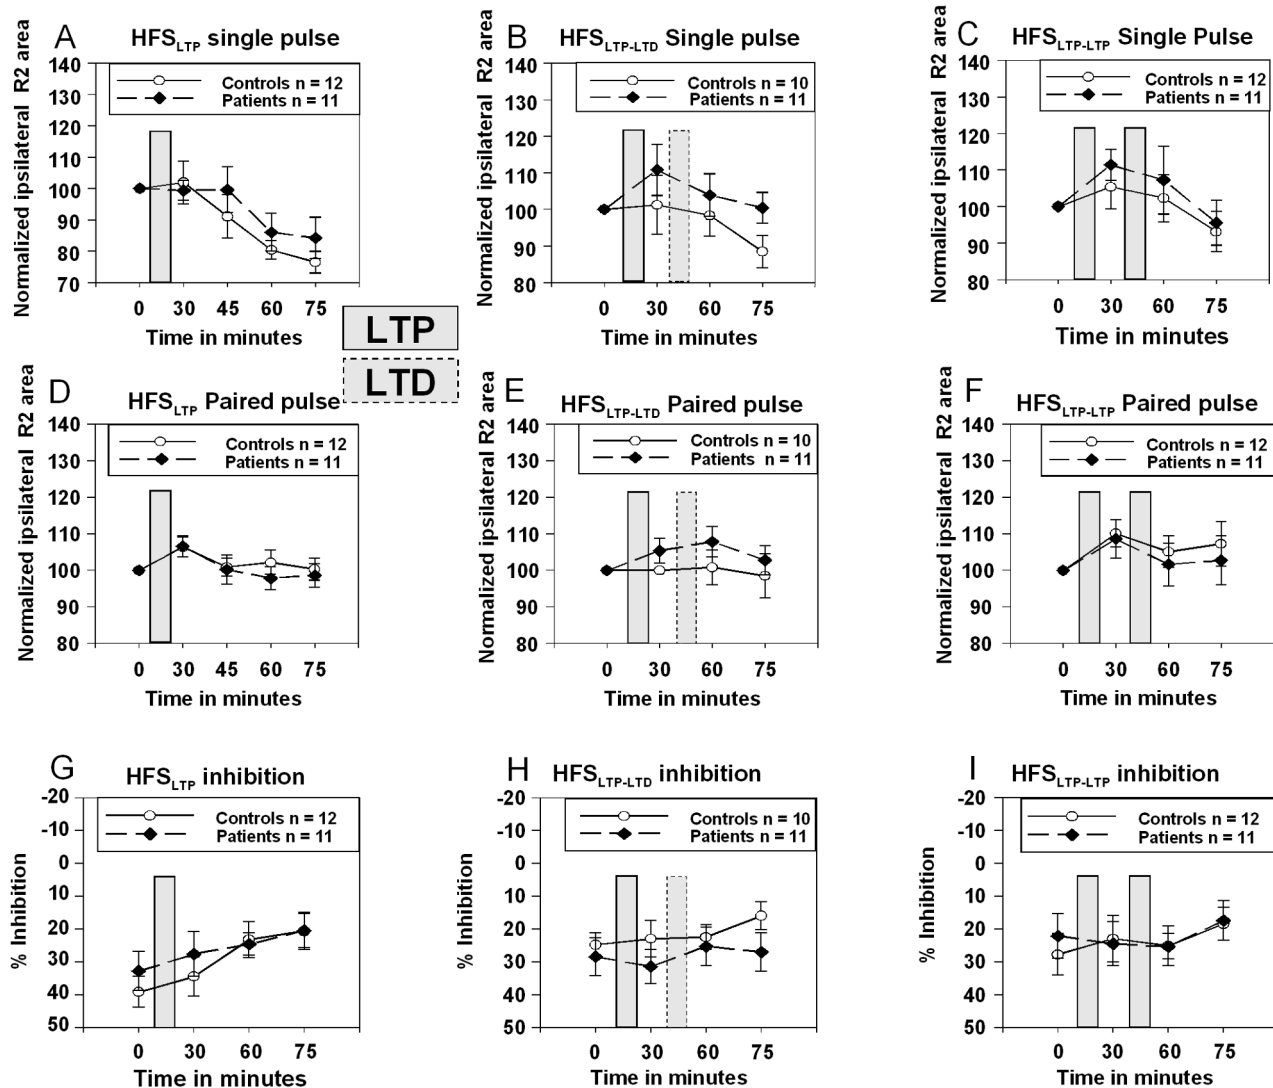 A
HFSLTP single pulse
Normalized ipsilateral R2 area
140
130
120
110
100
90
80
70
Controls n = 12
Patients n = 11
0 30 45 60 75
Time in minutes
B
HFSLTP-LTD Single pulse
Normalized ipsilateral R2 area
140
130
120
110
100
90
80
Controls n = 10
Patients n = 11
0 30 60 75
Time in minutes
C
HFSLTP-LTP Single Pulse
Normalized ipsilateral R2 area
140
130
120
110
100
90
80
Controls n = 12
Patients n = 11
0 30 60 75
Time in minutes
LTP
LTD
D
HFSLTP Paired pulse
Normalized ipsilateral R2 area
140
130
120
110
100
90
80
Controls n = 12
Patients n = 11
0 30 45 60 75
Time in minutes
E
HFSLTP-LTD Paired pulse
Normalized ipsilateral R2 area
140
130
120
110
100
90
80
Controls n = 10
Patients n = 11
0 30 60 75
Time in minutes
F
HFSLTP-LTP Paired pulse
Normalized ipsilateral R2 area
140
130
120
110
100
90
80
Controls n = 12
Patients n = 11
0 30 60 75
Time in minutes
G
HFSLTP inhibition
% Inhibition
-20
-10
0
10
20
30
40
50
Controls n = 12
Patients n = 11
0 30 60 75
Time in minutes
H
HFSLTP-LTD inhibition
% Inhibition
-20
-10
0
10
20
30
40
50
Controls n = 10
Patients n = 11
0 30 60 75
Time in minutes
I
HFSLTP-LTP inhibition
% Inhibition
-20
-10
0
10
20
30
40
50
Controls n = 12
Patients n = 11
0 30 60 75
Time in minutes